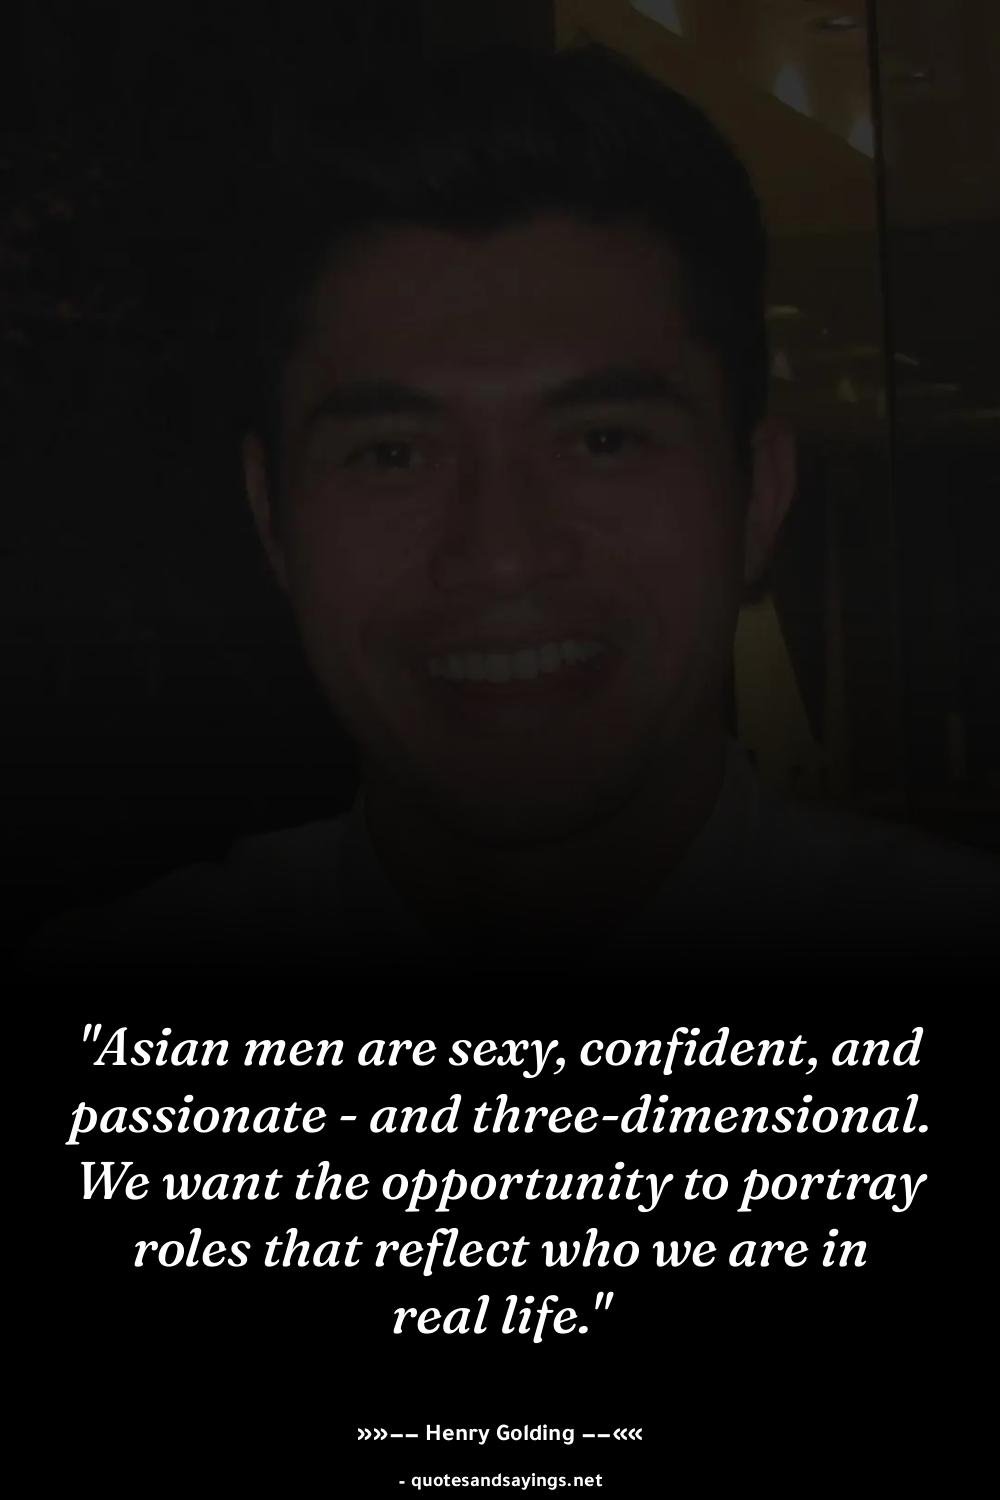 "Asian men are sexy, confident, and
passionate - and three-dimensional.
We want the opportunity to portray
roles that reflect who we are in
real life."
»»−− Henry Golding −−««
- quotesandsayings.net